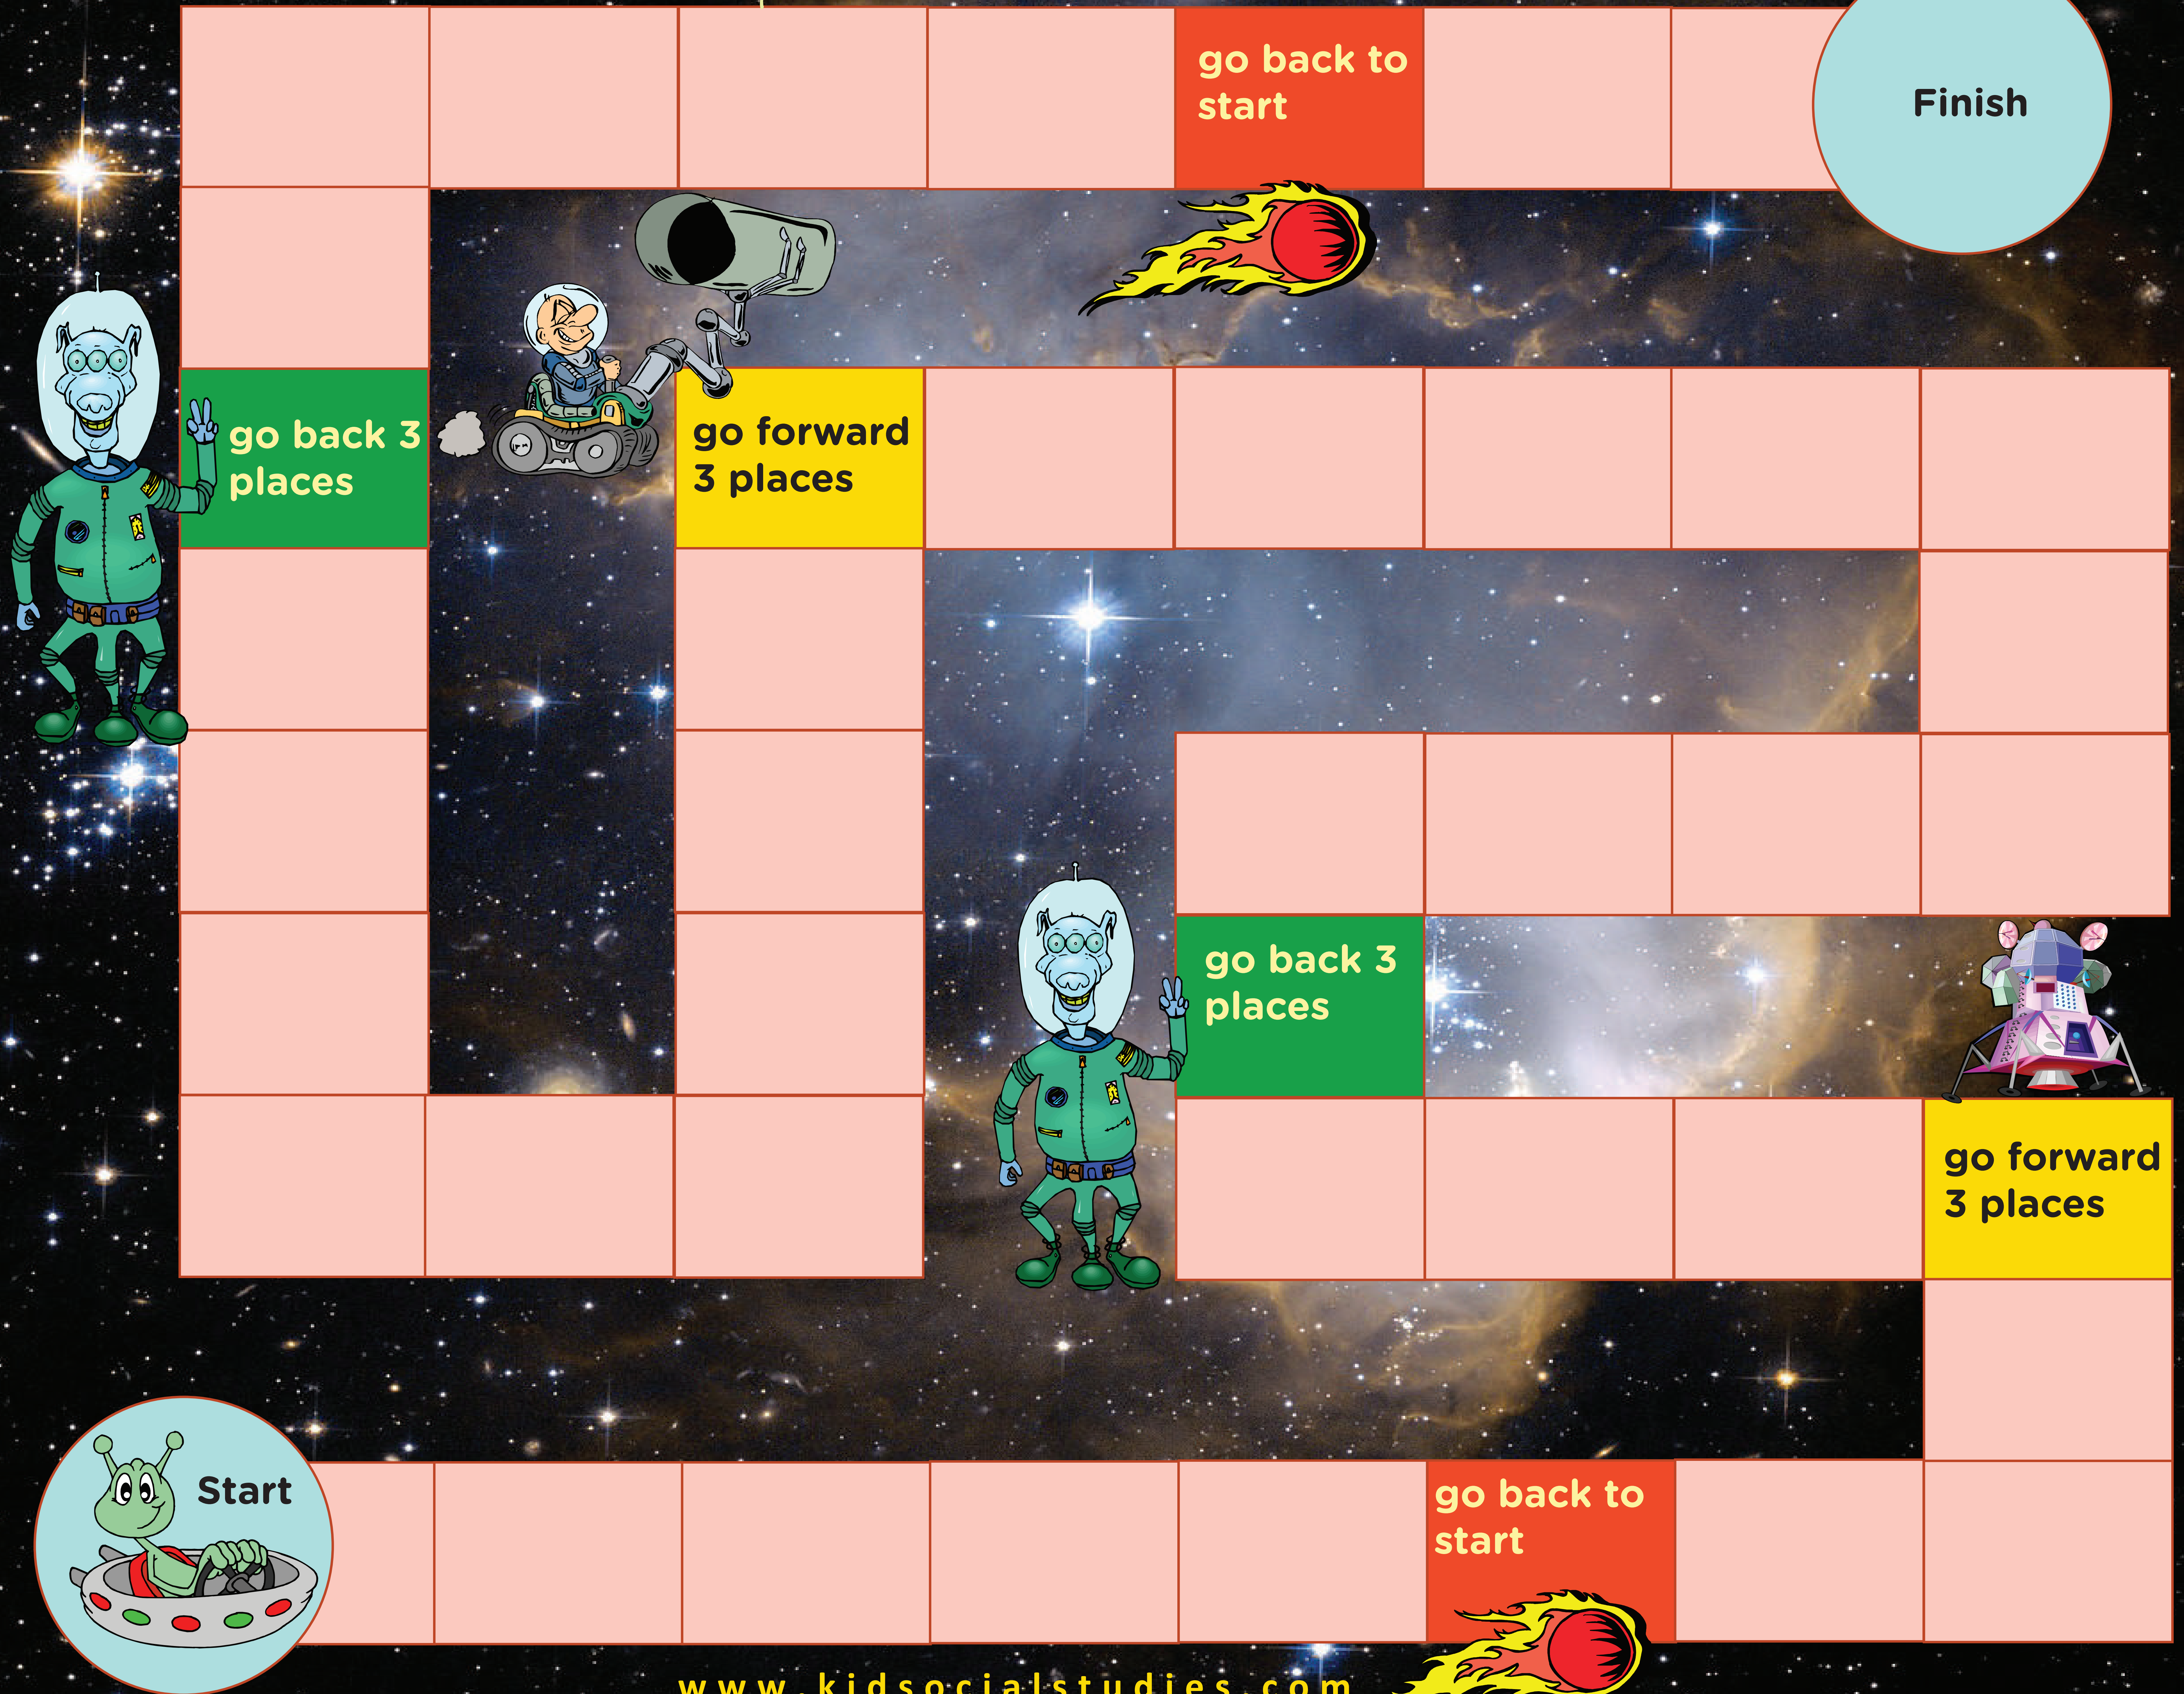 go back to
start
Finish
go back 3
places
go forward
3 places
go back 3
places
go forward
3 places
Start
go back to
start
www.kidsocialstudies.com